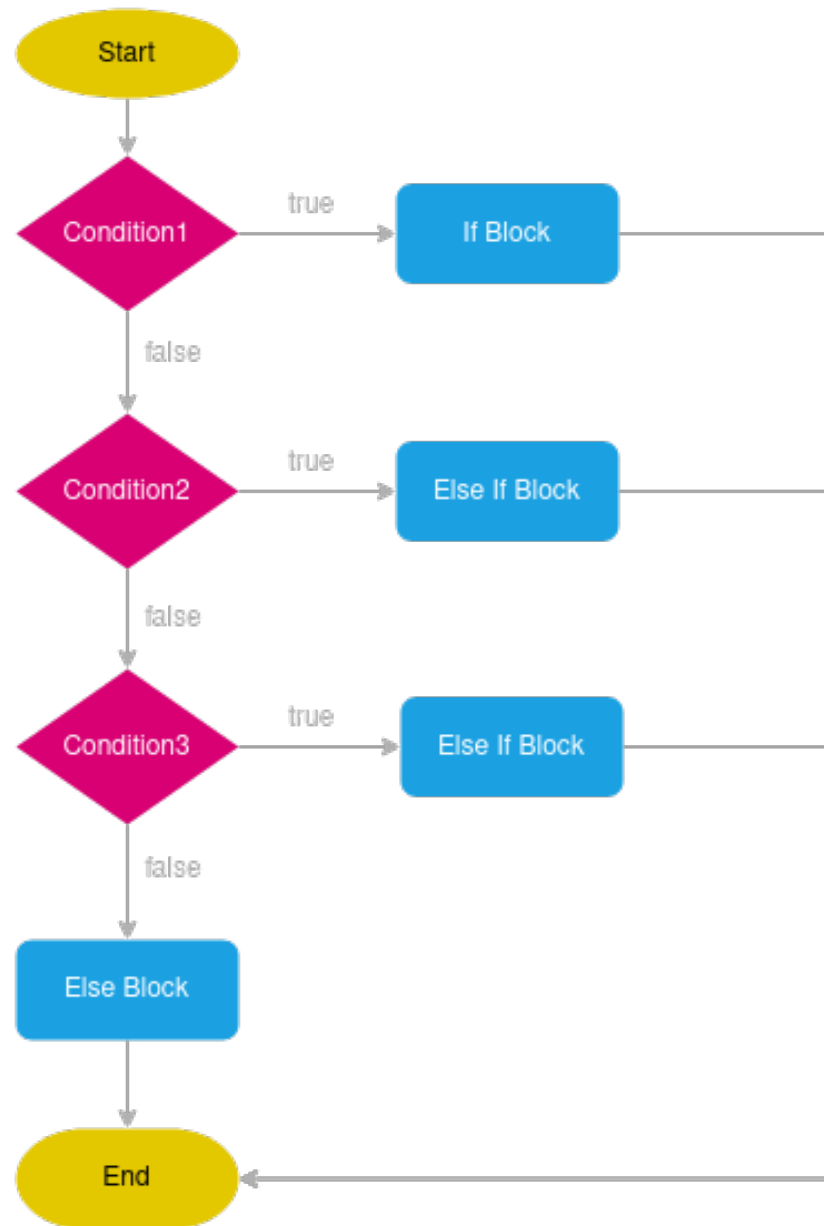 Start
Condition1
true
If Block
false
Condition2
true
Else If Block
false
Condition3
true
Else If Block
false
Else Block
End